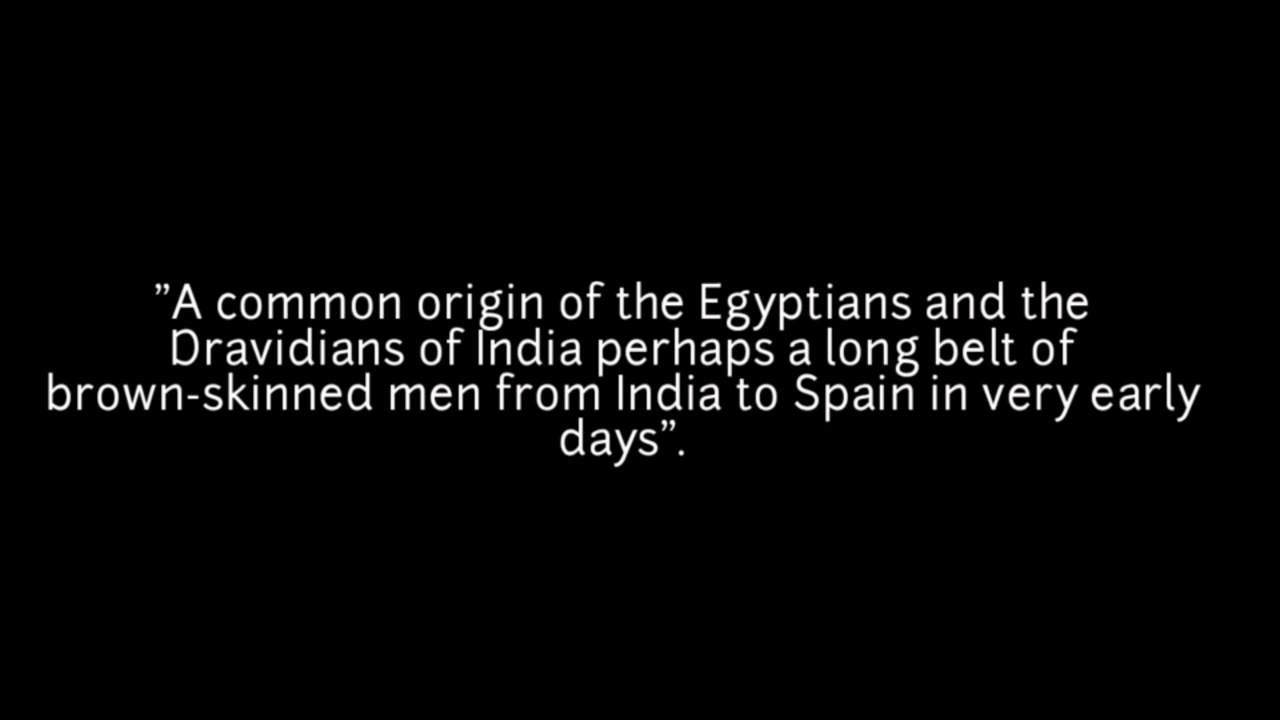 ”A common origin of the Egyptians and the
Dravidians of India perhaps a long belt of
brown-skinned men from India to Spain in very early
days”.